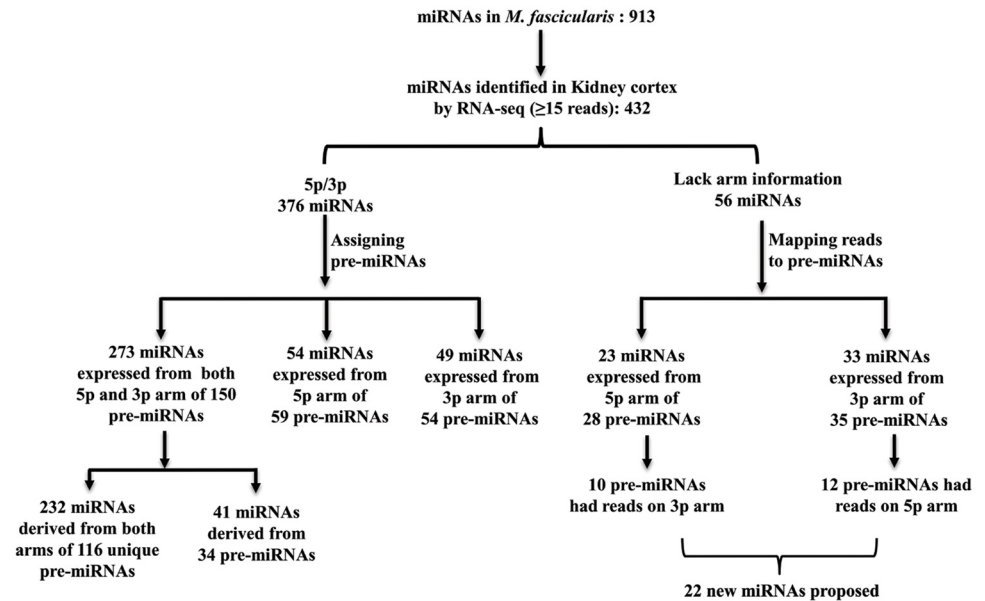 miRNAs in M. fascicularis : 913
miRNAs identified in Kidney cortex
by RNA-seq (≥15 reads): 432
5p/3p
376 miRNAs
Lack arm information
56 miRNAs
Assigning
pre-miRNAs
Mapping reads
to pre-miRNAs
273 miRNAs
expressed from both
5p and 3p arm of 150
pre-miRNAs
54 miRNAs
expressed from
5p arm of
59 pre-miRNAs
49 miRNAs
expressed from
3p arm of
54 pre-miRNAs
23 miRNAs
expressed from
5p arm of
28 pre-miRNAs
33 miRNAs
expressed from
3p arm of
35 pre-miRNAs
232 miRNAs
derived from both
arms of 116 unique
pre-miRNAs
41 miRNAs
derived from
34 pre-miRNAs
10 pre-miRNAs
had reads on 3p arm
12 pre-miRNAs had
reads on 5p arm
22 new miRNAs proposed